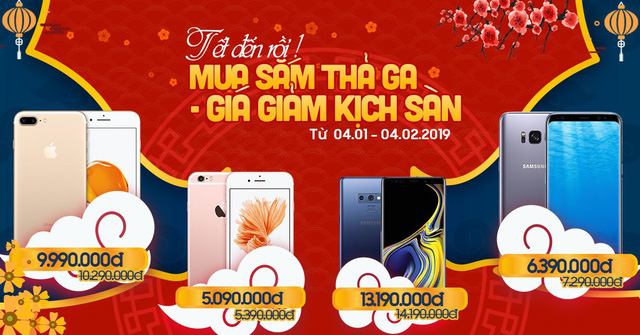 Tết đến rồi!
MUA SẮM THẢ GA
- GIÁ GIẢM KỊCH SÀN
Từ 04.01 - 04.02.2019
SAMSUNG
9.990.000đ
10.290.000đ
5.090.000đ
5.390.000đ
13.190.000đ
14.190.000đ
6.390.000đ
7.290.000đ